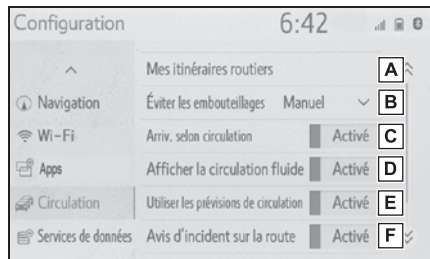 Configuration 6:42
Mes itinéraires routiers A
Navigation Éviter les embouteillages Manuel B
Wi-Fi Arriv. selon circulation Activé C
Apps Afficher la circulation fluide Activé D
Circulation Utiliser les prévisions de circulation Activé E
Services de données Avis d'incident sur la route Activé F